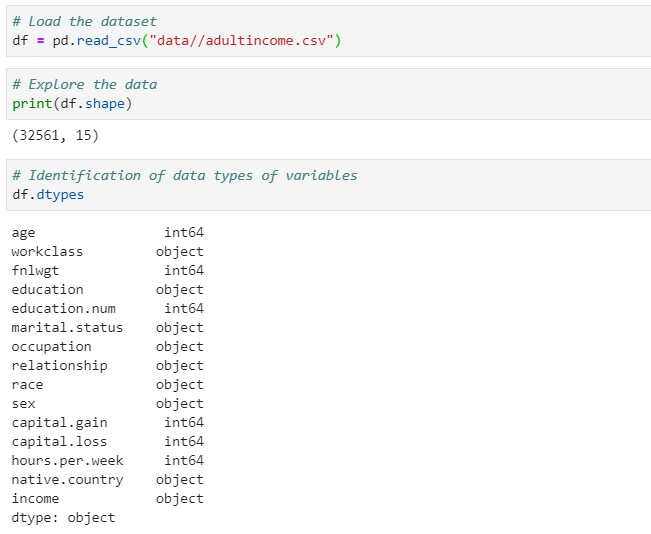 # Load the dataset
df = pd.read_csv("data//adultincome.csv")
# Explore the data
print(df.shape)
(32561, 15)
# Identification of data types of variables
df.dtypes
age                int64
workclass         object
fnlwgt             int64
education         object
education.num      int64
marital.status    object
occupation        object
relationship      object
race              object
sex               object
capital.gain       int64
capital.loss       int64
hours.per.week     int64
native.country    object
income            object
dtype: object